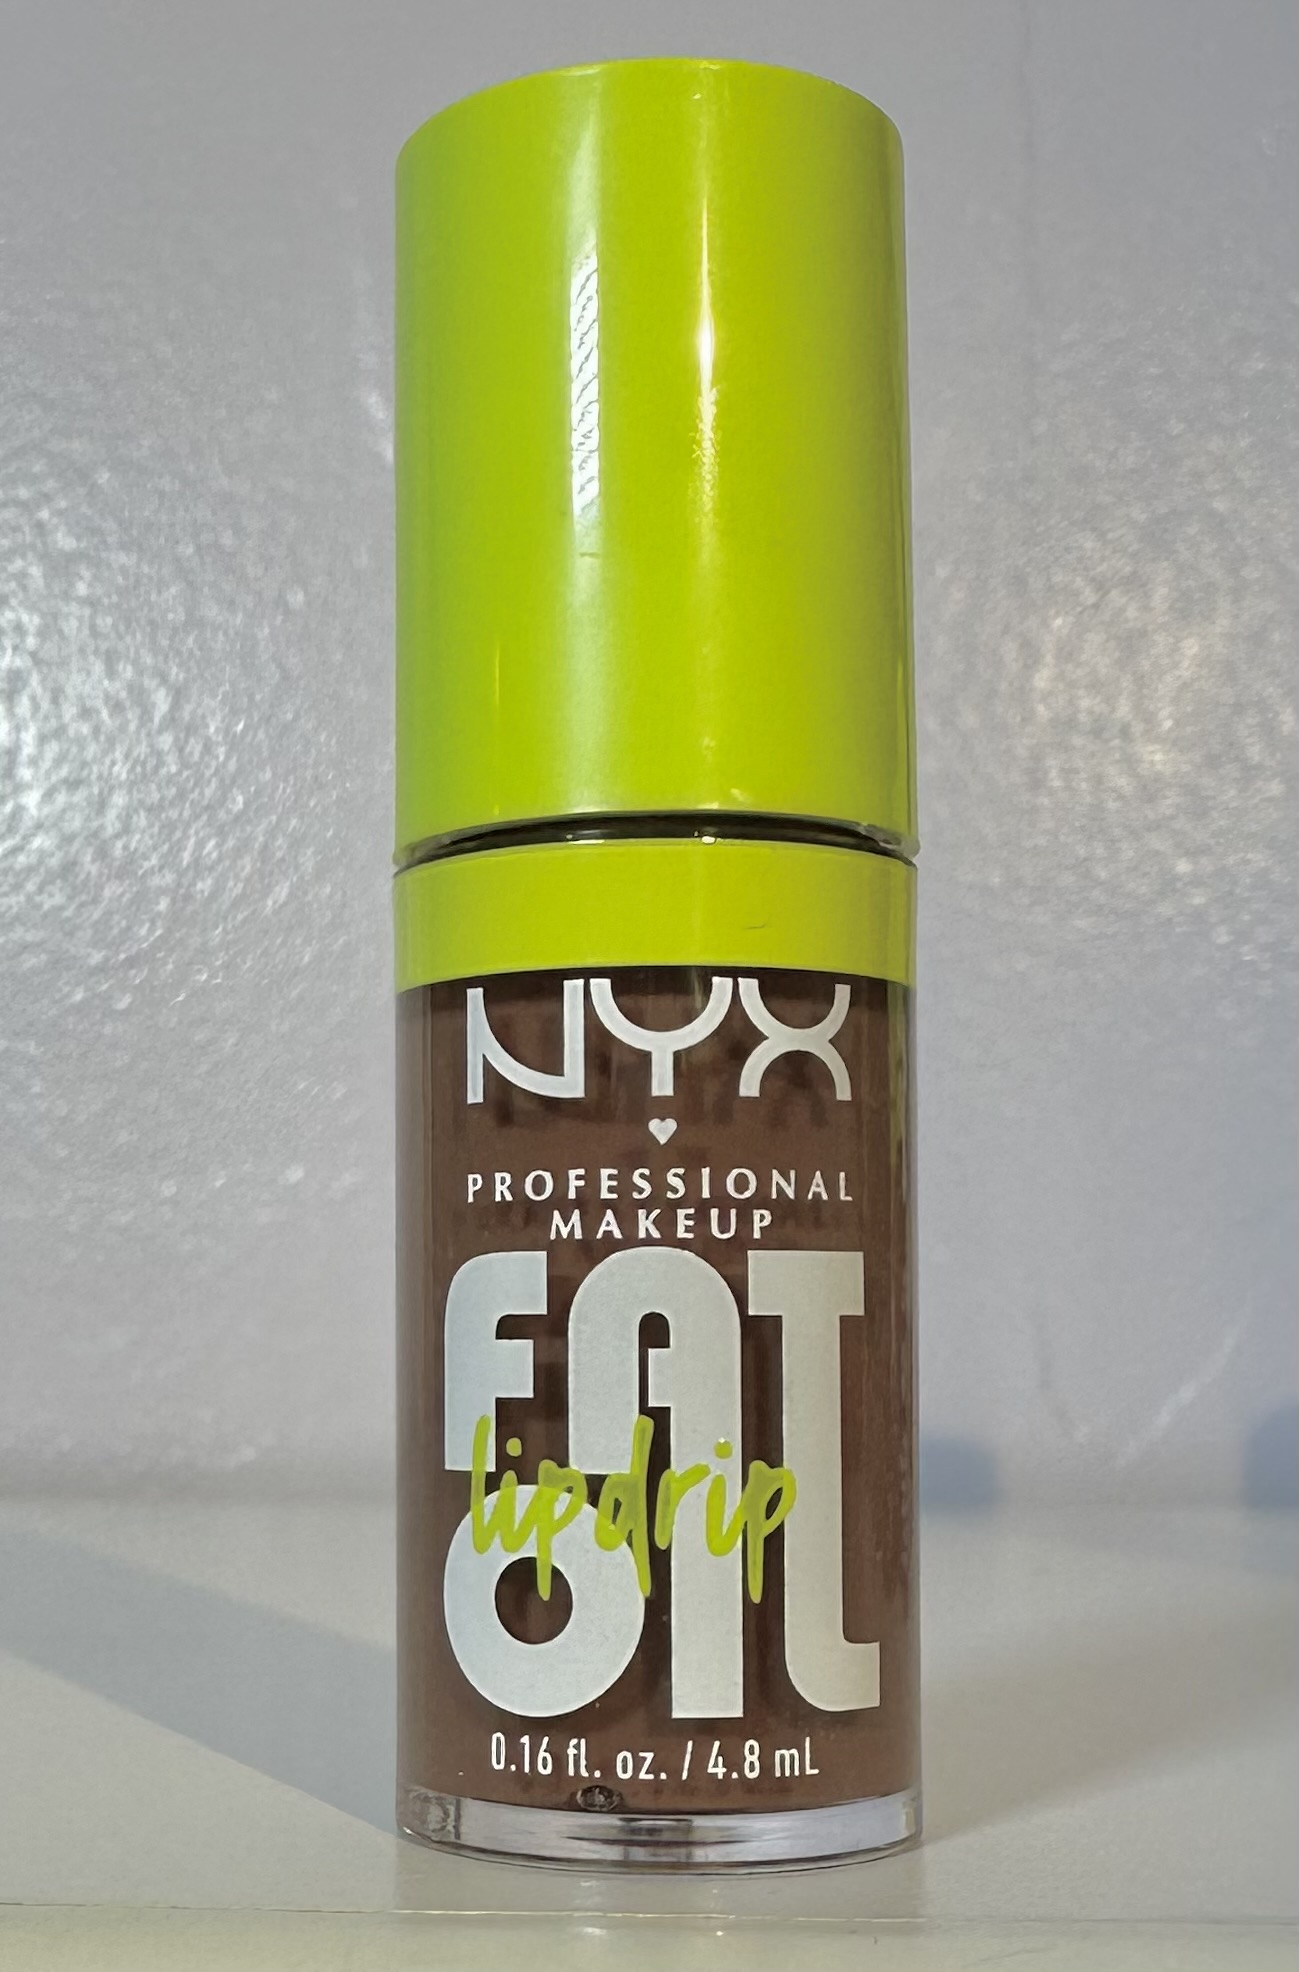 NYX
PROFESSIONAL
MAKEUP
FAT
lip drip
OIL
0.16 fl. oz. / 4.8 mL